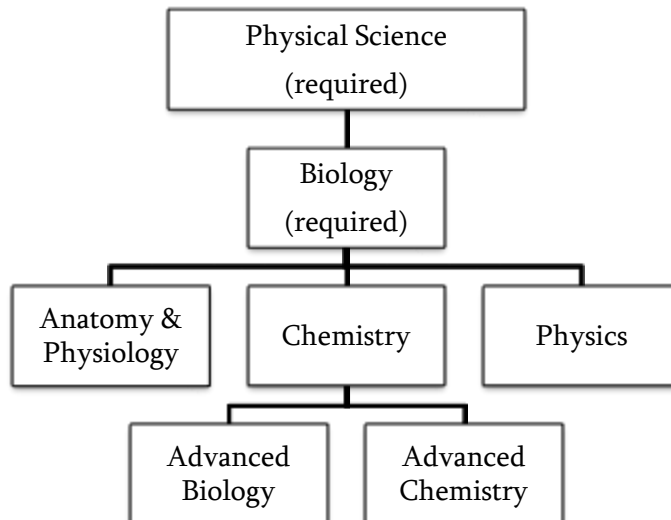 Physical Science
(required)
Biology
(required)
Anatomy &
Physiology
Chemistry
Physics
Advanced
Biology
Advanced
Chemistry